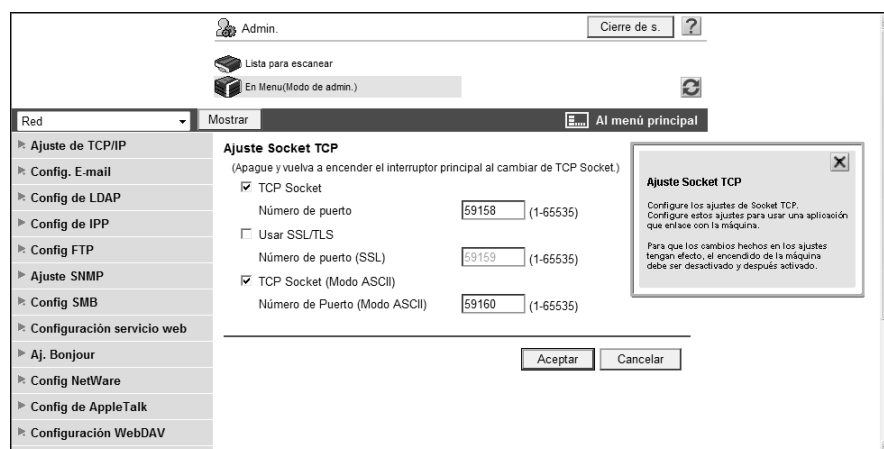 Admin.
Cierre de s.
?
Lista para escanear
En Menu(Modo de admin.)
Red
Mostrar
Al menú principal
Ajuste de TCP/IP
Config. E-mail
Config de LDAP
Config de IPP
Config FTP
Ajuste SNMP
Config SMB
Configuración servicio web
Aj. Bonjour
Config NetWare
Config de AppleTalk
Configuración WebDAV
Ajuste Socket TCP
(Apague y vuelva a encender el interruptor principal al cambiar de TCP Socket.)
TCP Socket
Número de puerto 59158 (1-65535)
Usar SSL/TLS
Número de puerto (SSL) 59159 (1-65535)
TCP Socket (Modo ASCII)
Número de Puerto (Modo ASCII) 59160 (1-65535)
Aceptar
Cancelar
Ajuste Socket TCP
Configure los ajustes de Socket TCP.
Configure estos ajustes para usar una aplicación
que enlace con la máquina.
Para que los cambios hechos en los ajustes
tengan efecto, el encendido de la máquina
debe ser desactivado y después activado.